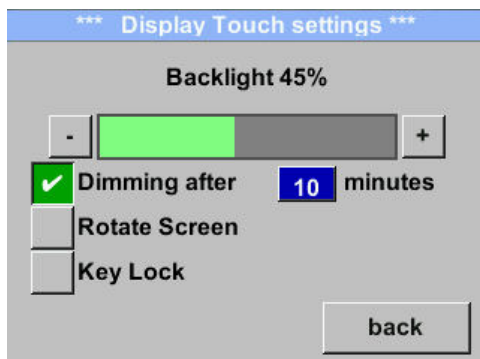 *** Display Touch settings ***
Backlight 45%
- +
Dimming after 10 minutes
Rotate Screen
Key Lock
back